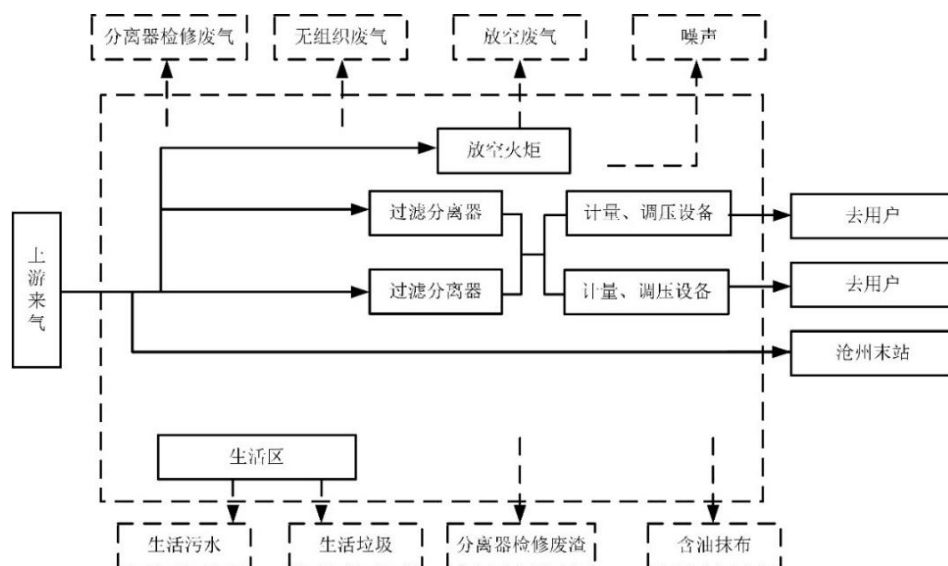 分离器检修废气
无组织废气
放空废气
噪声
放空火炬
过滤分离器
计量、调压设备
去用户
上游来气
过滤分离器
计量、调压设备
去用户
沧州末站
生活区
生活污水
生活垃圾
分离器检修废渣
含油抹布